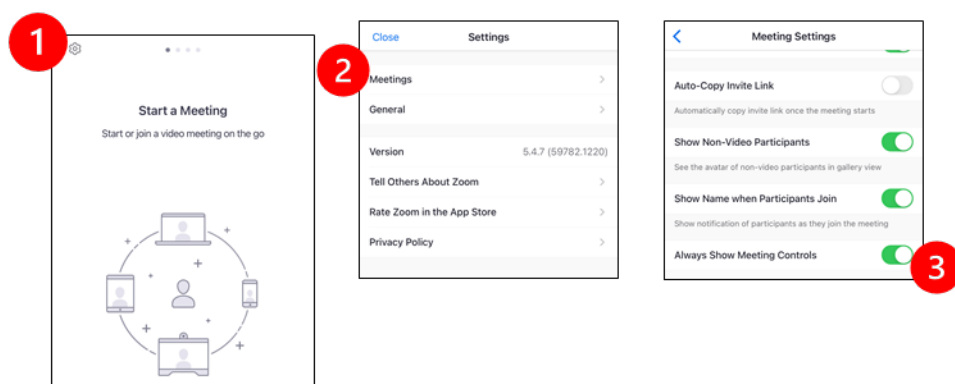 1
Start a Meeting
Start or join a video meeting on the go
2
Close Settings
Meetings
General
Version 5.4.7 (59782.1220)
Tell Others About Zoom
Rate Zoom in the App Store
Privacy Policy
Meeting Settings
Auto-Copy Invite Link
Automatically copy invite link once the meeting starts
Show Non-Video Participants
See the avatar of non-video participants in gallery view
Show Name when Participants Join
Show notification of participants as they join the meeting
Always Show Meeting Controls
3